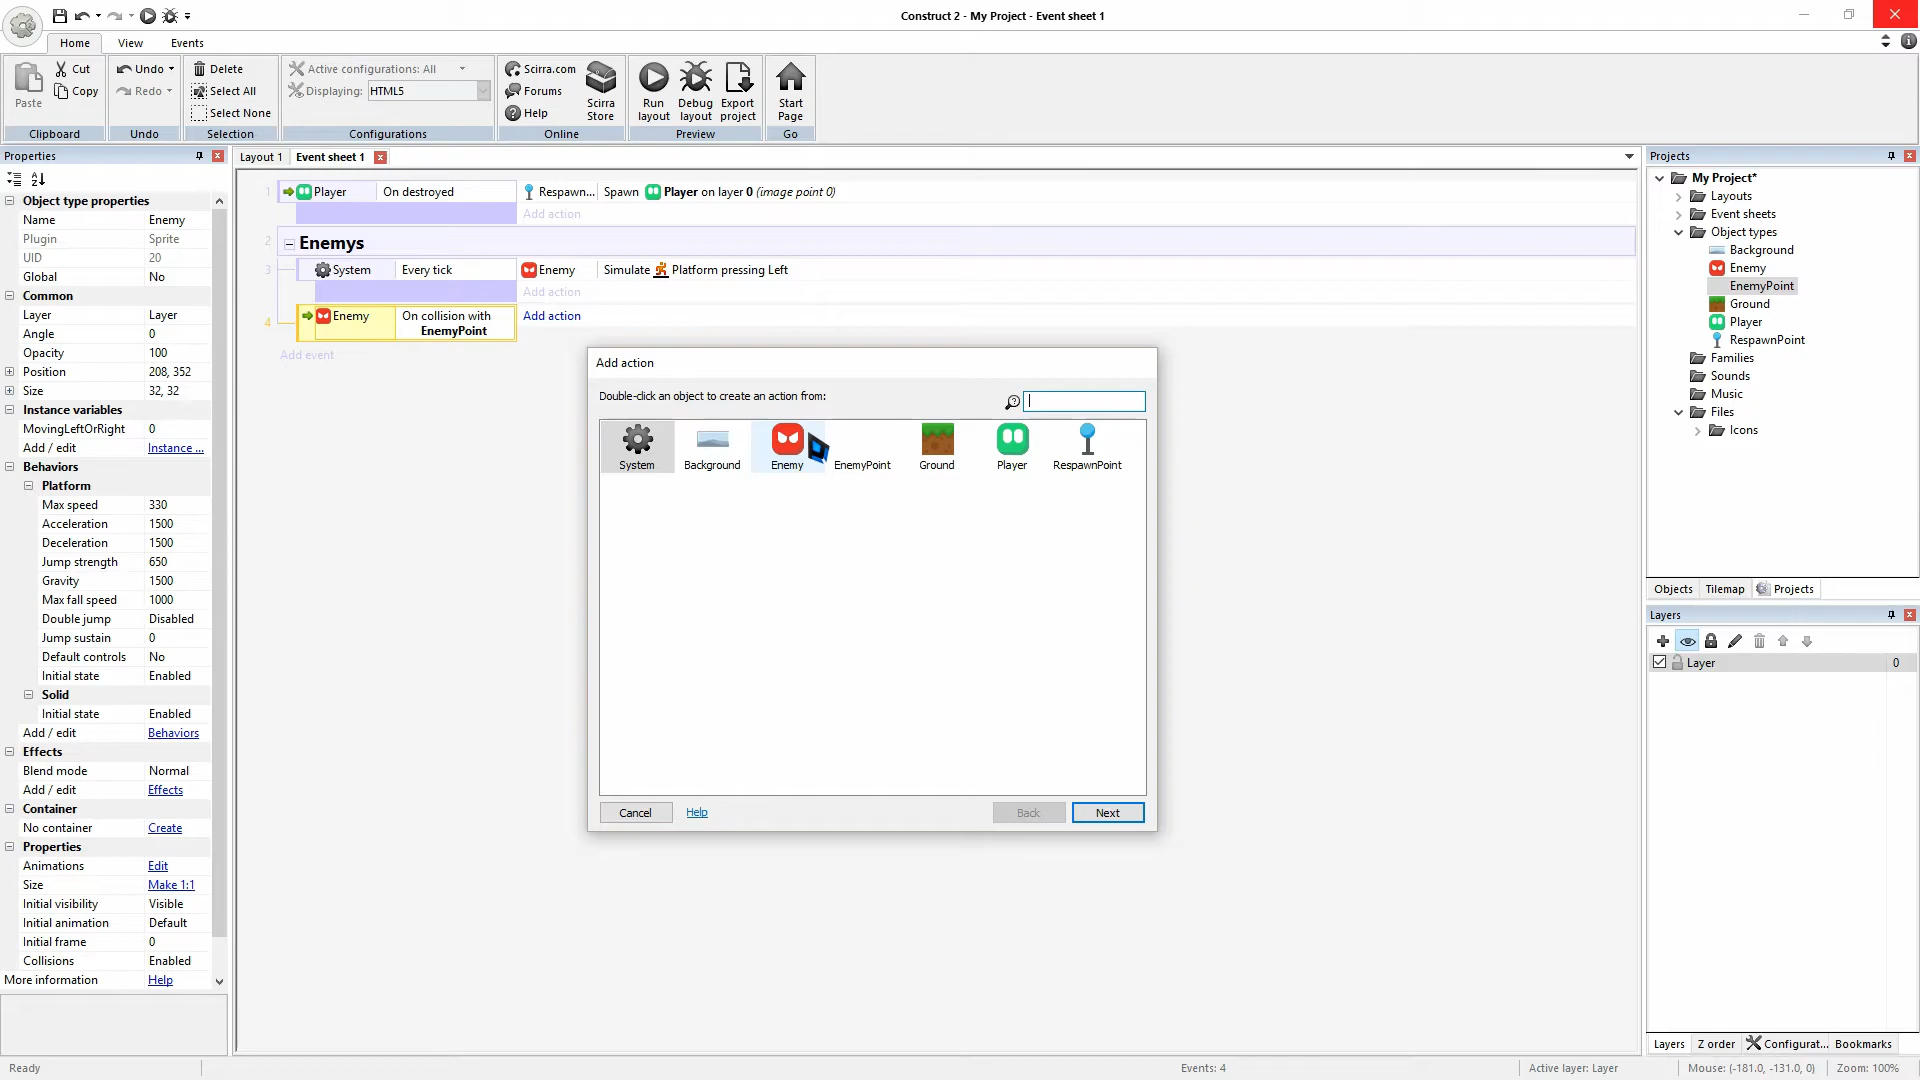 Construct 2 - My Project - Event sheet 1
Home
View
Events
Paste
Cut
Copy
Clipboard
Undo
Redo
Undo
Delete
Select All
Select None
Selection
Active configurations: All
Displaying:
HTML5
Configurations
Scirra.com
Forums
Help
Scirra
Store
Online
Run
layout
Debug
layout
Export
project
Preview
Start
Page
Go
Properties
Object type properties
Name Enemy
Plugin Sprite
UID 20
Global No
Common
Layer Layer
Angle 0
Opacity 100
Position 208, 352
Size 32, 32
Instance variables
MovingLeftOrRight 0
Add / edit Instance ...
Behaviors
Platform
Max speed 330
Acceleration 1500
Deceleration 1500
Jump strength 650
Gravity 1500
Max fall speed 1000
Double jump Disabled
Jump sustain 0
Default controls No
Initial state Enabled
Solid
Initial state Enabled
Add / edit Behaviors
Effects
Blend mode Normal
Add / edit Effects
Container
No container Create
Properties
Animations Edit
Size Make 1:1
Initial visibility Visible
Initial animation Default
Initial frame 0
Collisions Enabled
More information Help
Layout 1
Event sheet 1
1 Player On destroyed Respawn... Spawn Player on layer 0 (image point 0)
Add action
2 Enemys
3 System Every tick Enemy Simulate Platform pressing Left
Add action
4 Enemy On collision with Add action
EnemyPoint
Add event
Add action
Double-click an object to create an action from:
System
Background
Enemy
EnemyPoint
Ground
Player
RespawnPoint
Cancel
Help
Back
Next
Projects
My Project*
Layouts
Event sheets
Object types
Background
Enemy
EnemyPoint
Ground
Player
RespawnPoint
Families
Sounds
Music
Files
Icons
Objects
Tilemap
Projects
Layers
Layer 0
Layers
Z order
Configurat...
Bookmarks
Ready
Events: 4
Active layer: Layer
Mouse: (-181.0, -131.0, 0)
Zoom: 100%